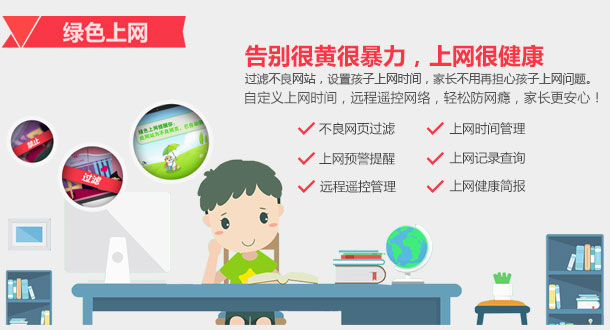 绿色上网
告别很黄很暴力，上网很健康
过滤不良网站，设置孩子上网时间，家长不用再担心孩子上网问题。
自定义上网时间，远程遥控网络，轻松防网瘾，家长更安心！
不良网页过滤
上网时间管理
上网预警提醒
上网记录查询
远程遥控管理
上网健康简报
禁止
过滤